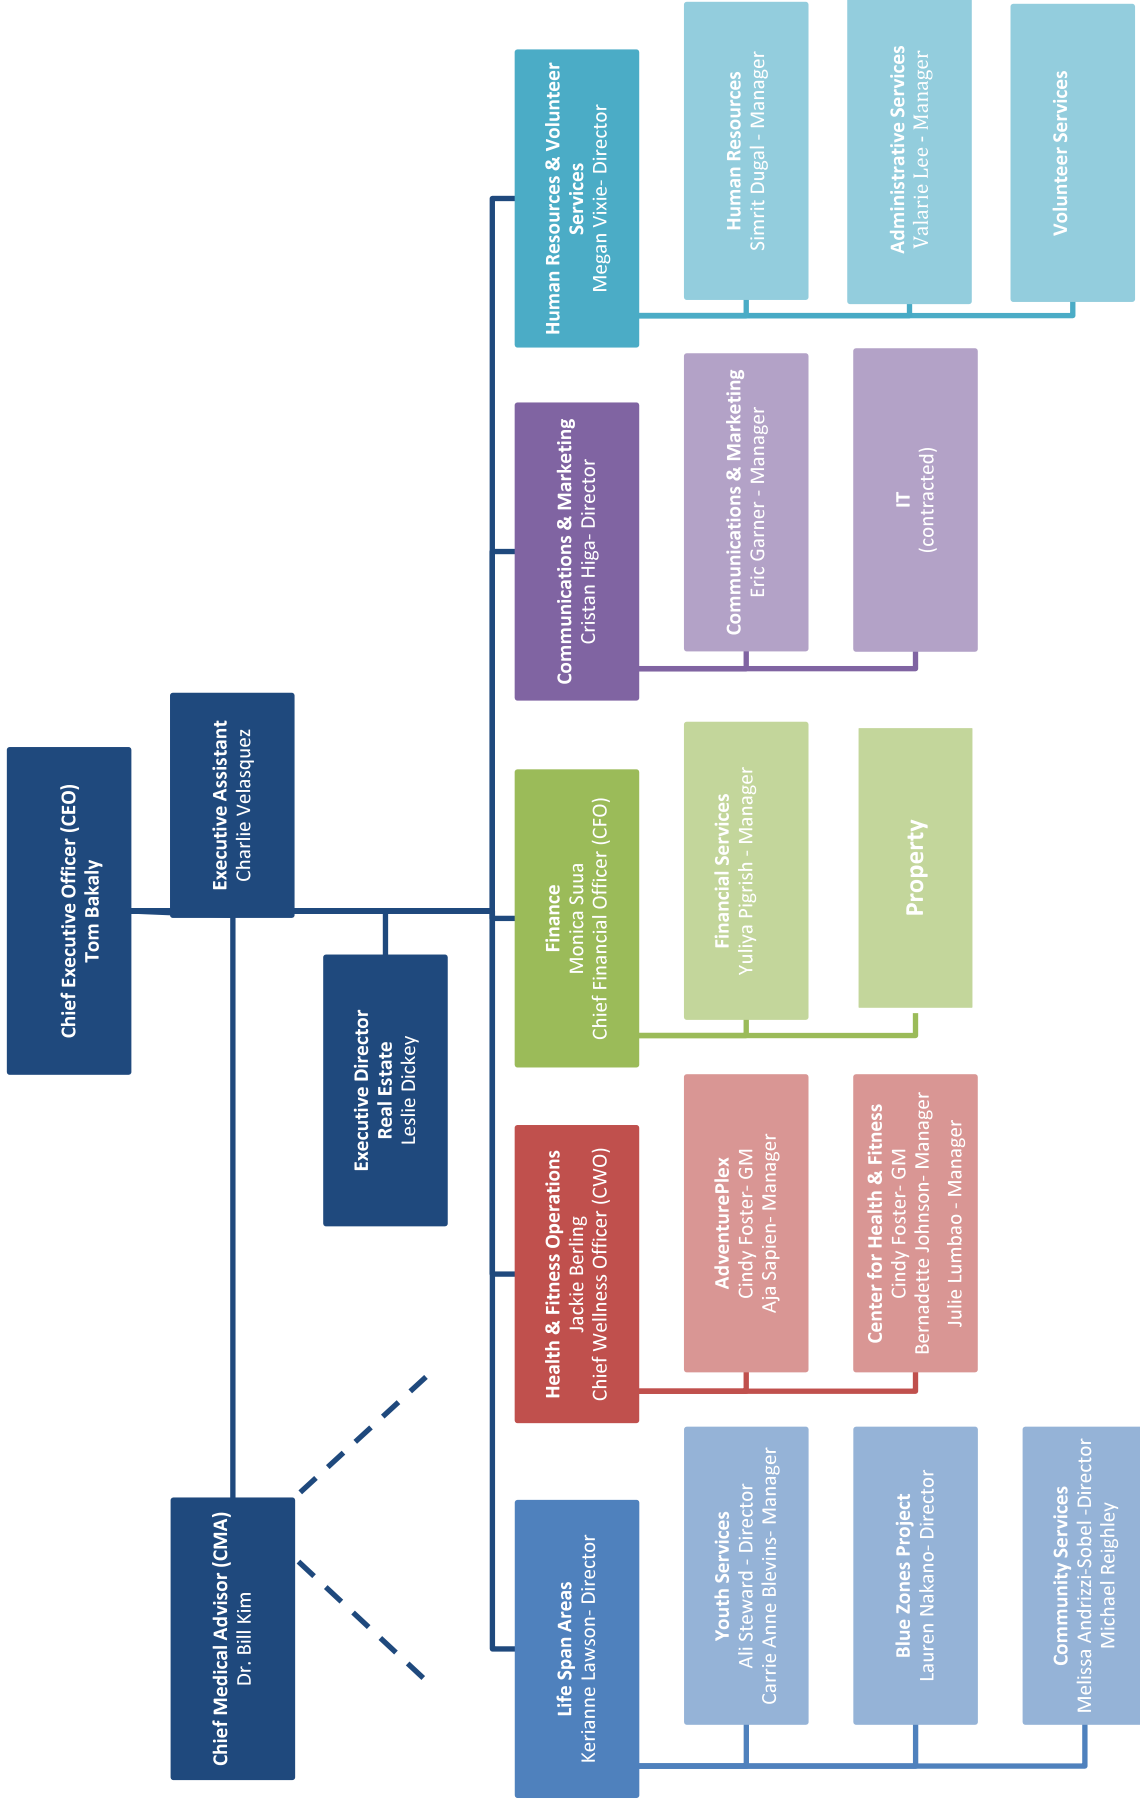 Chief Executive Officer (CEO)
Tom Bakaly
Chief Medical Advisor (CMA)
Dr. Bill Kim
Executive Assistant
Charlie Velasquez
Executive Director
Real Estate
Leslie Dickey
Life Span Areas
Kerianne Lawson- Director
Youth Services
Ali Steward - Director
Carrie Anne Blevins- Manager
Blue Zones Project
Lauren Nakano- Director
Community Services
Melissa Andrizzi-Sobel -Director
Michael Reighley
Health & Fitness Operations
Jackie Berling
Chief Wellness Officer (CWO)
AdventurePlex
Cindy Foster- GM
Aja Sapien- Manager
Center for Health & Fitness
Cindy Foster- GM
Bernadette Johnson- Manager
Julie Lumbao - Manager
Finance
Monica Suua
Chief Financial Officer (CFO)
Financial Services
Yuliya Pigrish - Manager
Property
Communications & Marketing
Cristan Higa- Director
Communications & Marketing
Eric Garner - Manager
IT
(contracted)
Human Resources & Volunteer
Services
Megan Vixie- Director
Human Resources
Simrit Dugal - Manager
Administrative Services
Valarie Lee - Manager
Volunteer Services